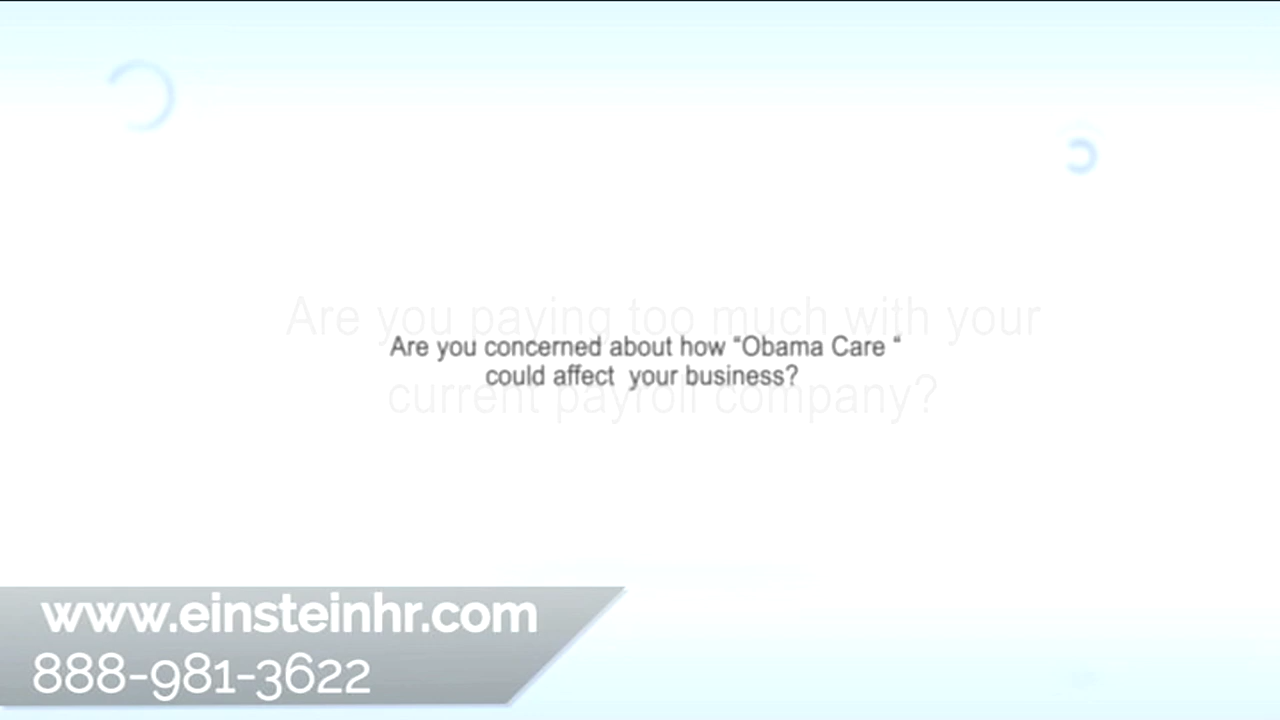 Are you paying too much with your
current payroll company?
Are you concerned about how “Obama Care “
could affect  your business?
www.einsteinhr.com
888-981-3622